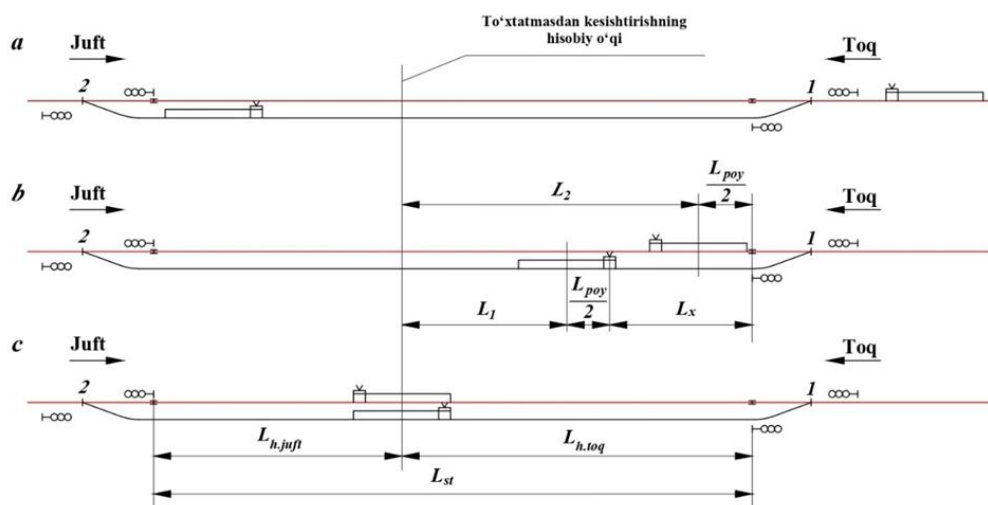 To‘xtatmasdan kesishtirishning
hisobiy o‘qi
a
Juft
Toq
2
1
b
Juft
Toq
2
1
L2
Lpoy
2
L1
Lpoy
2
Lx
c
Juft
Toq
2
1
Lh.juft
Lh.toq
Lst